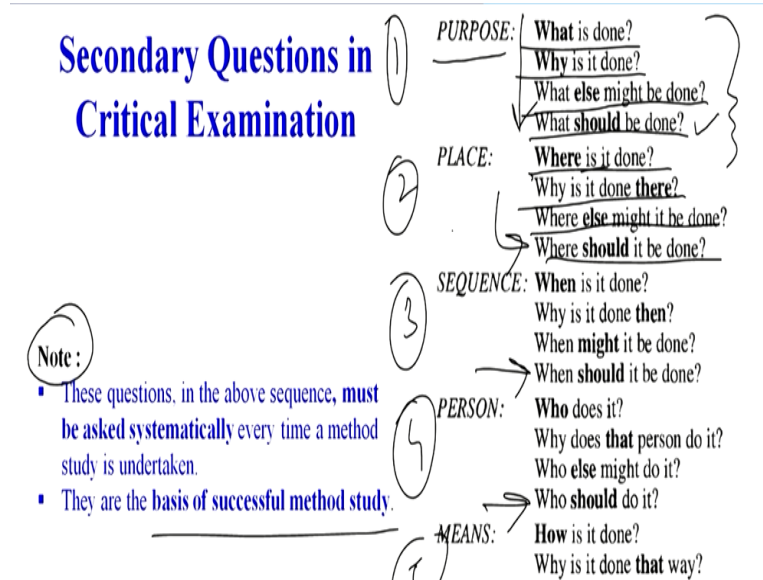 Secondary Questions in
Critical Examination
Note :
▪ These questions, in the above sequence, must
be asked systematically every time a method
study is undertaken.
▪ They are the basis of successful method study.
1
PURPOSE: What is done?
Why is it done?
What else might be done?
What should be done?
2
PLACE: Where is it done?
Why is it done there?
Where else might it be done?
Where should it be done?
3
SEQUENCE: When is it done?
Why is it done then?
When might it be done?
When should it be done?
4
PERSON: Who does it?
Why does that person do it?
Who else might do it?
Who should do it?
MEANS: How is it done?
Why is it done that way?